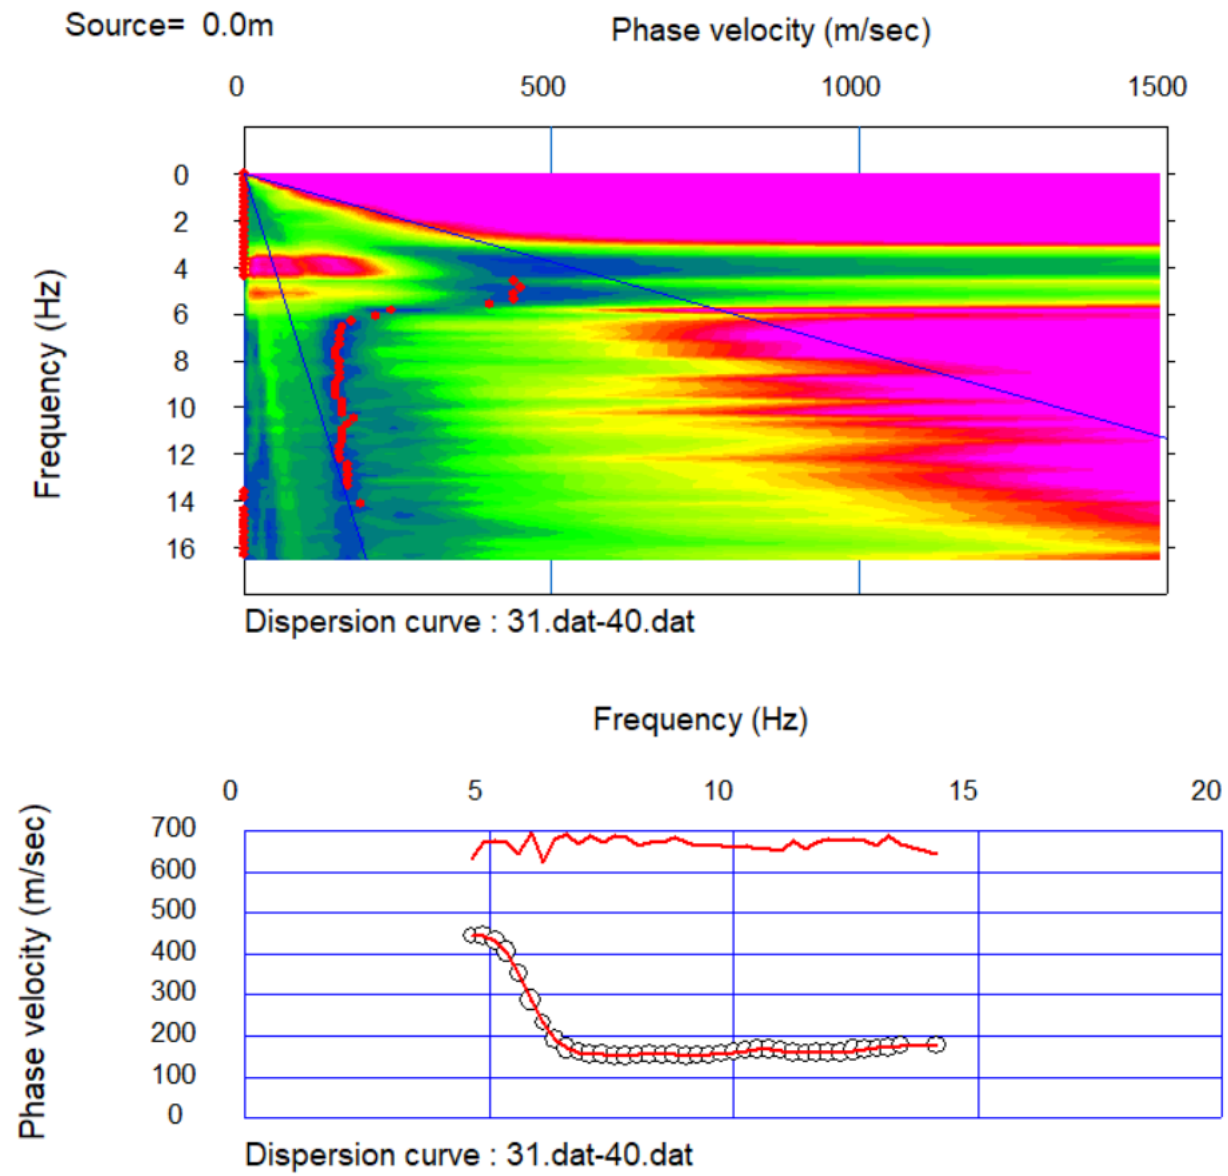 Source= 0.0m
Phase velocity (m/sec)
0 500 1000 1500
Frequency (Hz)
0
2
4
6
8
10
12
14
16
Dispersion curve : 31.dat-40.dat
Frequency (Hz)
0 5 10 15 20
Phase velocity (m/sec)
700
600
500
400
300
200
100
0
Dispersion curve : 31.dat-40.dat